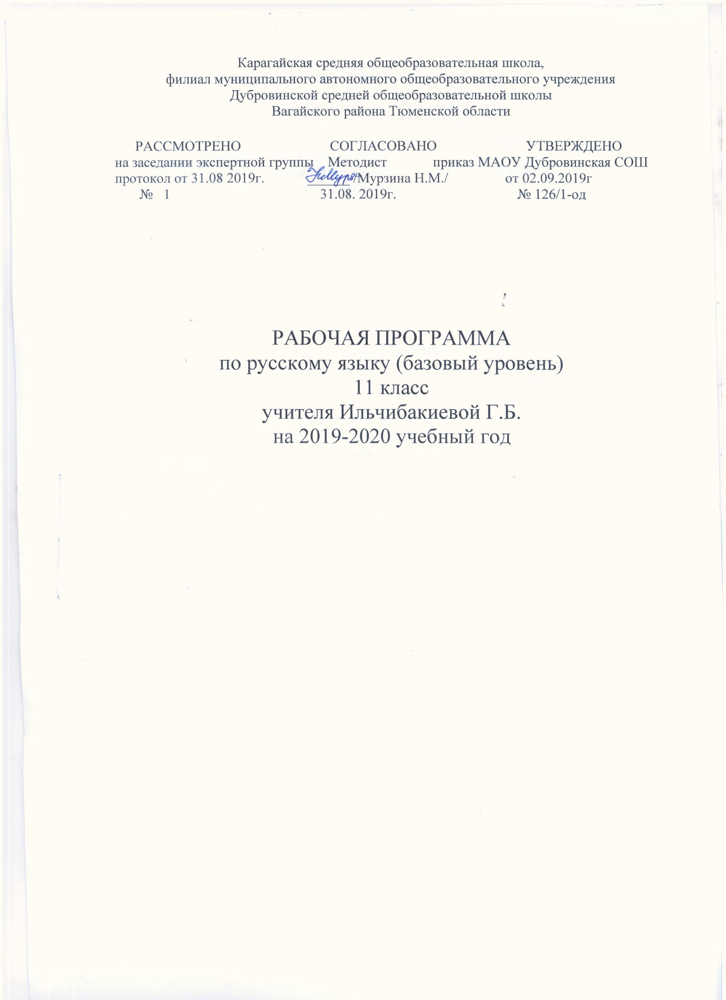 Карагайская средняя общеобразовательная школа,
филиал муниципального автономного общеобразовательного учреждения
Дубровинской средней общеобразовательной школы
Вагайского района Тюменской области
РАССМОТРЕНО СОГЛАСОВАНО УТВЕРЖДЕНО
на заседании экспертной группы Методист приказ МАОУ Дубровинская СОШ
протокол от 31.08 2019г. /Мурзина Н.М./ от 02.09.2019г
№ 1 31.08. 2019г. № 126/1-од
РАБОЧАЯ ПРОГРАММА
по русскому языку (базовый уровень)
11 класс
учителя Ильчибакиевой Г.Б.
на 2019-2020 учебный год